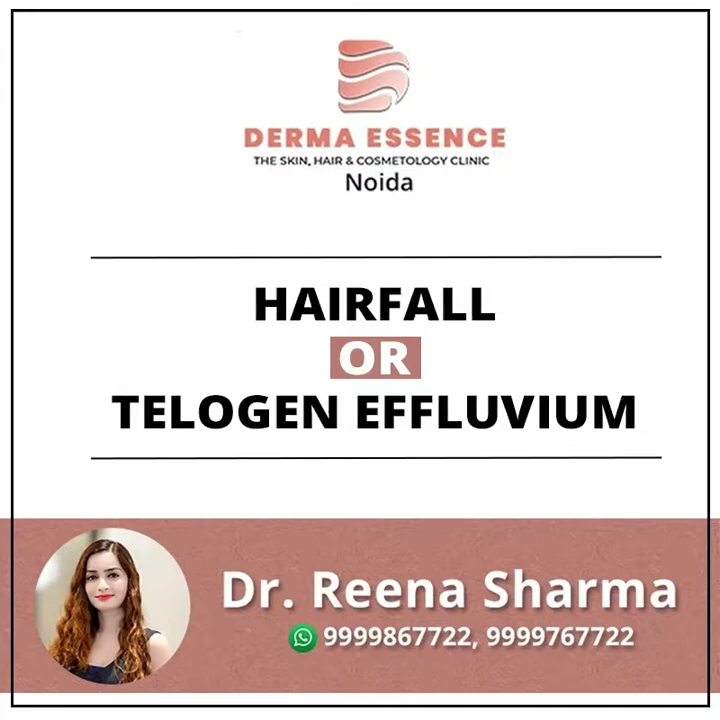 DERMA ESSENCE
THE SKIN, HAIR & COSMETOLOGY CLINIC
Noida
HAIRFALL
OR
TELOGEN EFFLUVIUM
Dr. Reena Sharma
9999867722, 9999767722